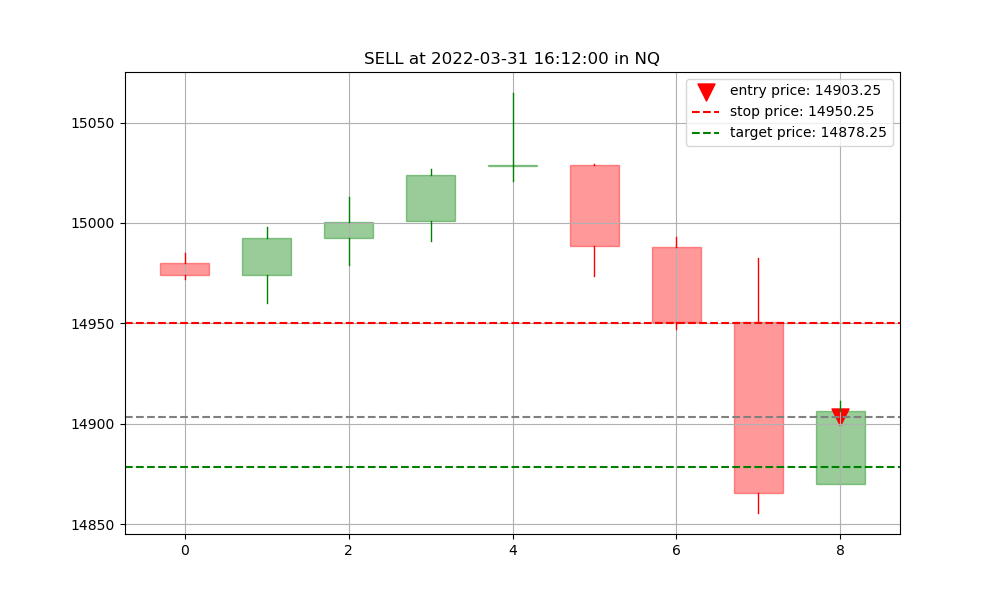 SELL at 2022-03-31 16:12:00 in NQ
entry price: 14903.25
stop price: 14950.25
target price: 14878.25
15050
15000
14950
14900
14850
0 2 4 6 8